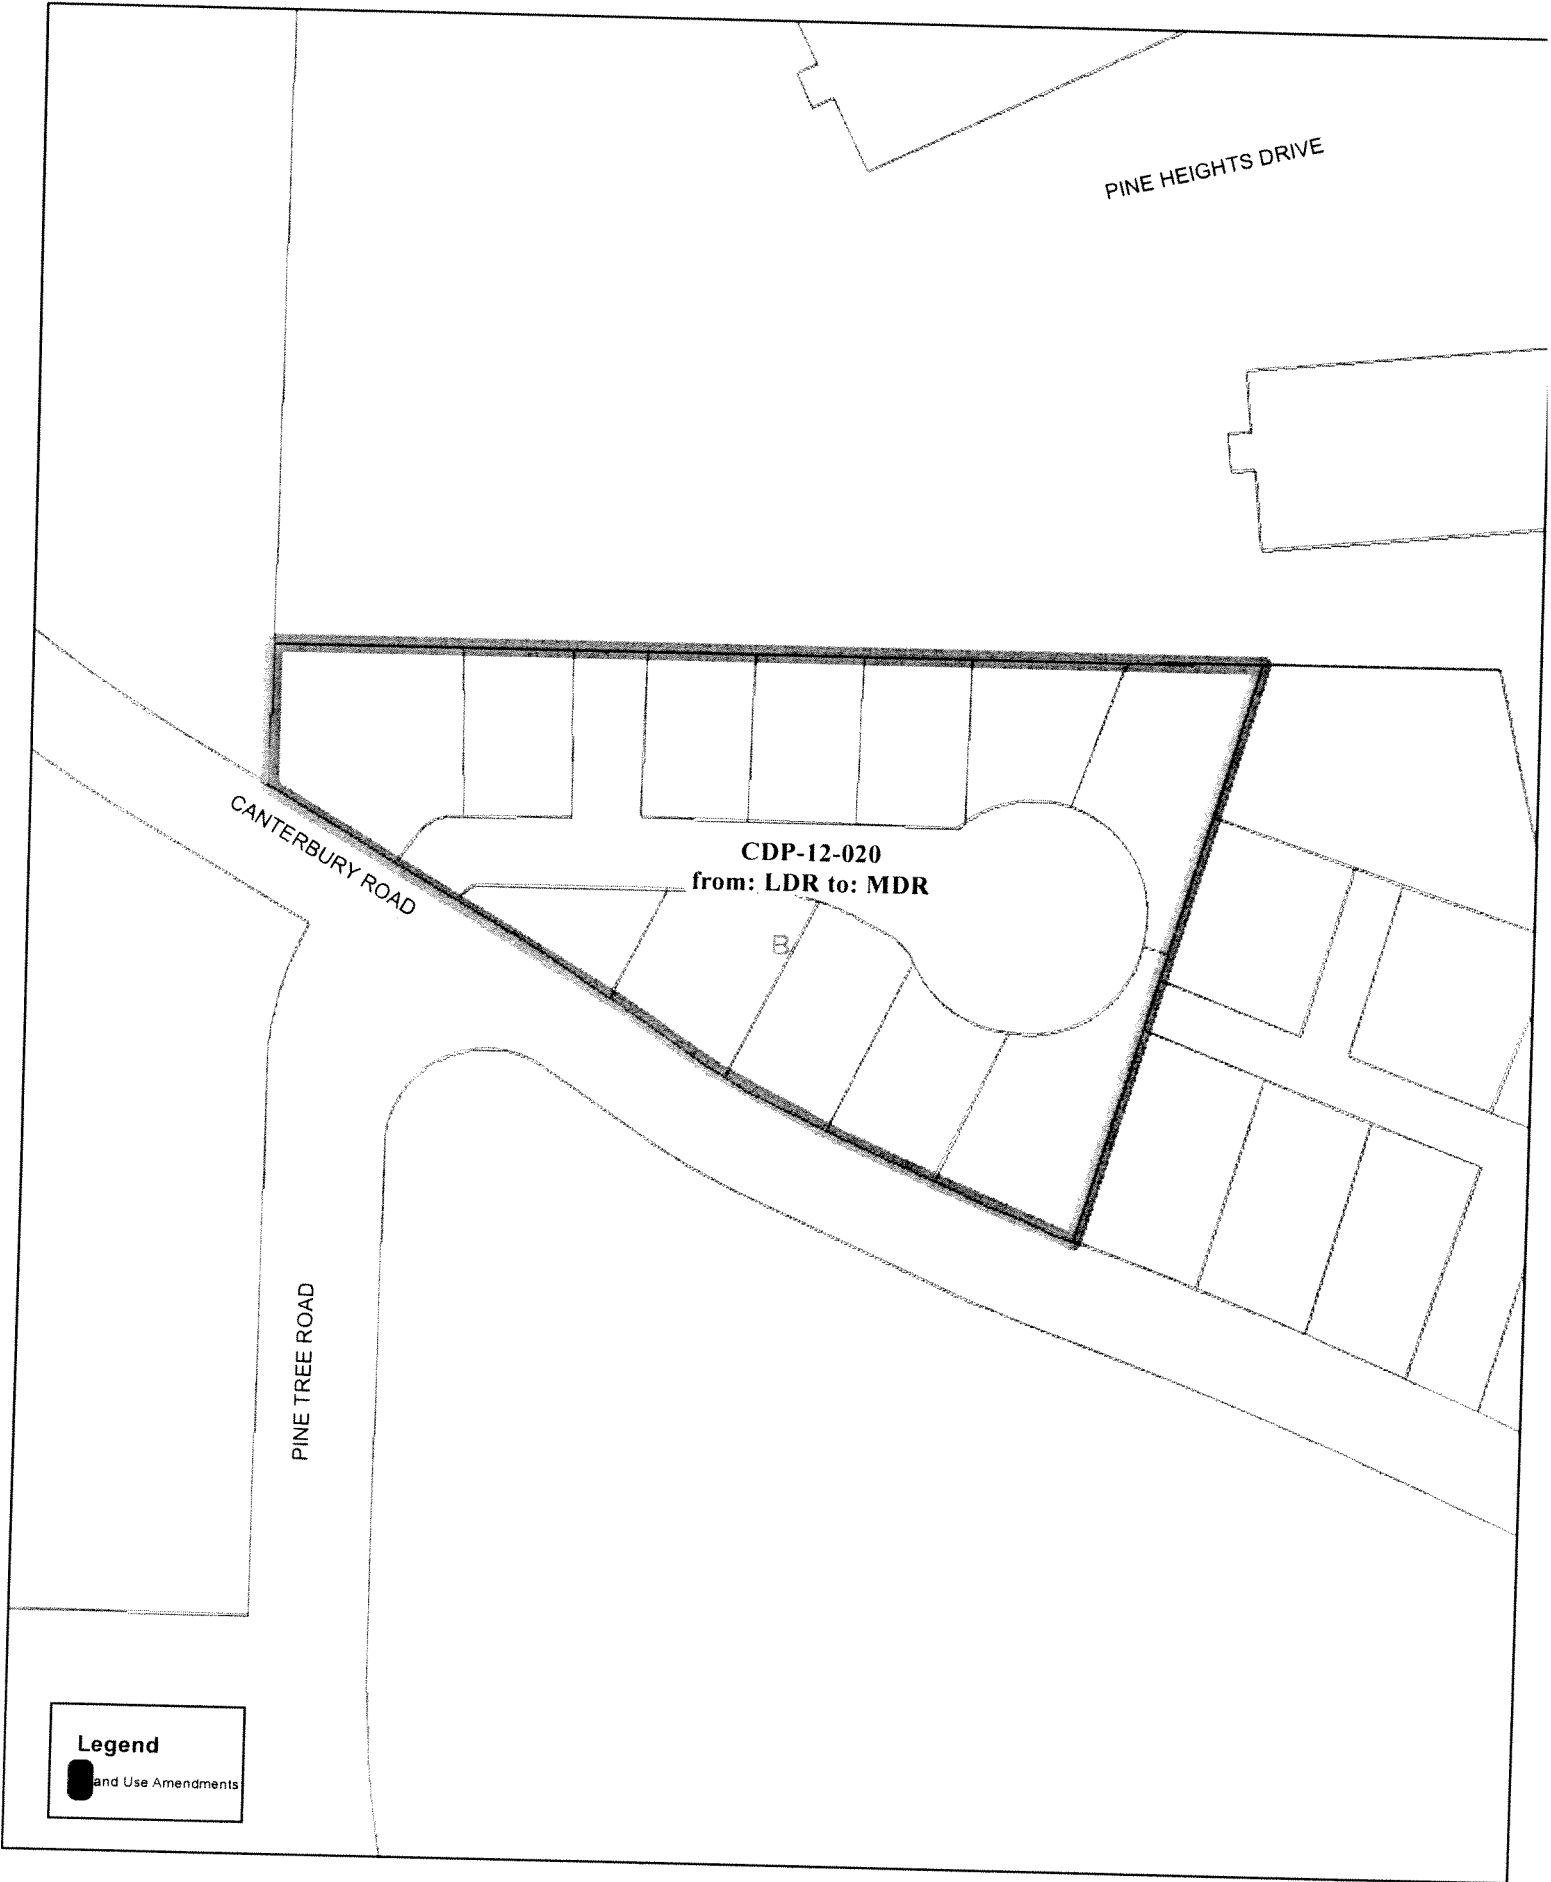 PINE HEIGHTS DRIVE
CANTERBURY ROAD
CDP-12-020
from: LDR to: MDR
B
PINE TREE ROAD
Legend
and Use Amendments